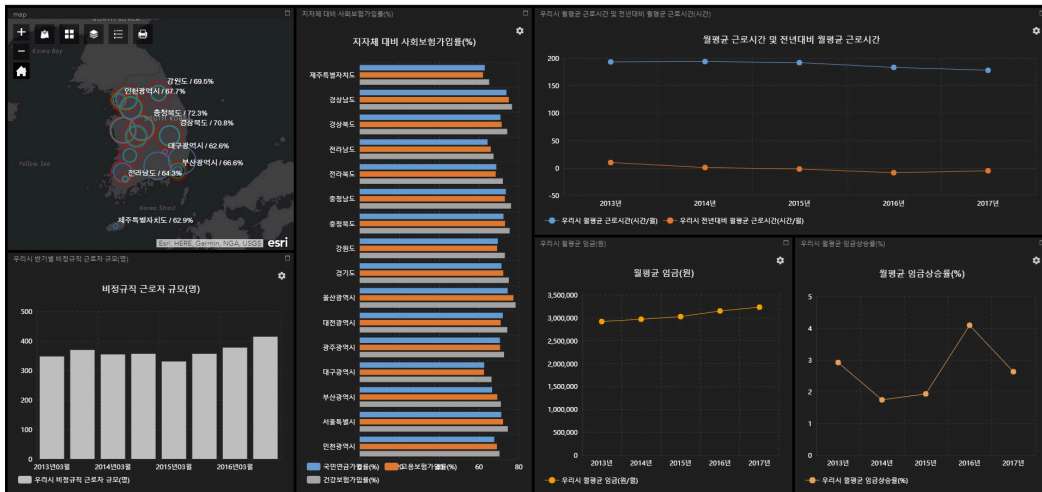 map
Korea Bay
강원도 / 69.5%
인천광역시 / 67.7%
충청북도 / 72.3%
SOUTH KO
경상북도 / 70.8%
대구광역시 / 62.6%
부산광역시 / 66.6%
Yellow Sea
전라남도 / 64.3%
Korea Strait
제주특별자치도 / 62.9%
Esri, HERE, Garmin, NGA, USGS
esri
우리시 반기별 비정규직 근로자 규모(명)
비정규직 근로자 규모(명)
500
400
300
200
100
0
2013년03월 2014년03월 2015년03월 2016년03월
우리시 비정규직 근로자 규모(명)
지자체 대비 사회보험가입률(%)
지자체 대비 사회보험가입률(%)
제주특별자치도
경상남도
경상북도
전라남도
전라북도
충청남도
충청북도
강원도
경기도
울산광역시
대전광역시
광주광역시
대구광역시
부산광역시
서울특별시
인천광역시
60 80
국민연금가입률(%) 고용보험가입률(%)
건강보험가입률(%)
우리시 월평균 근로시간 및 전년대비 월평균 근로시간(시간)
월평균 근로시간 및 전년대비 월평균 근로시간
200
150
100
50
0
-50
2013년 2014년 2015년 2016년 2017년
우리시 월평균 근로시간(시간/월) 우리시 전년대비 월평균 근로시간(시간/월)
우리시 월평균 임금(원)
월평균 임금(원)
3,500,000
3,000,000
2,500,000
2,000,000
1,500,000
1,000,000
500,000
0
2013년 2014년 2015년 2016년 2017년
우리시 월평균 임금(원/월)
우리시 월평균 임금상승률(%)
월평균 임금상승률(%)
5
4
3
2
1
0
2013년 2014년 2015년 2016년 2017년
우리시 월평균 임금상승률(%)